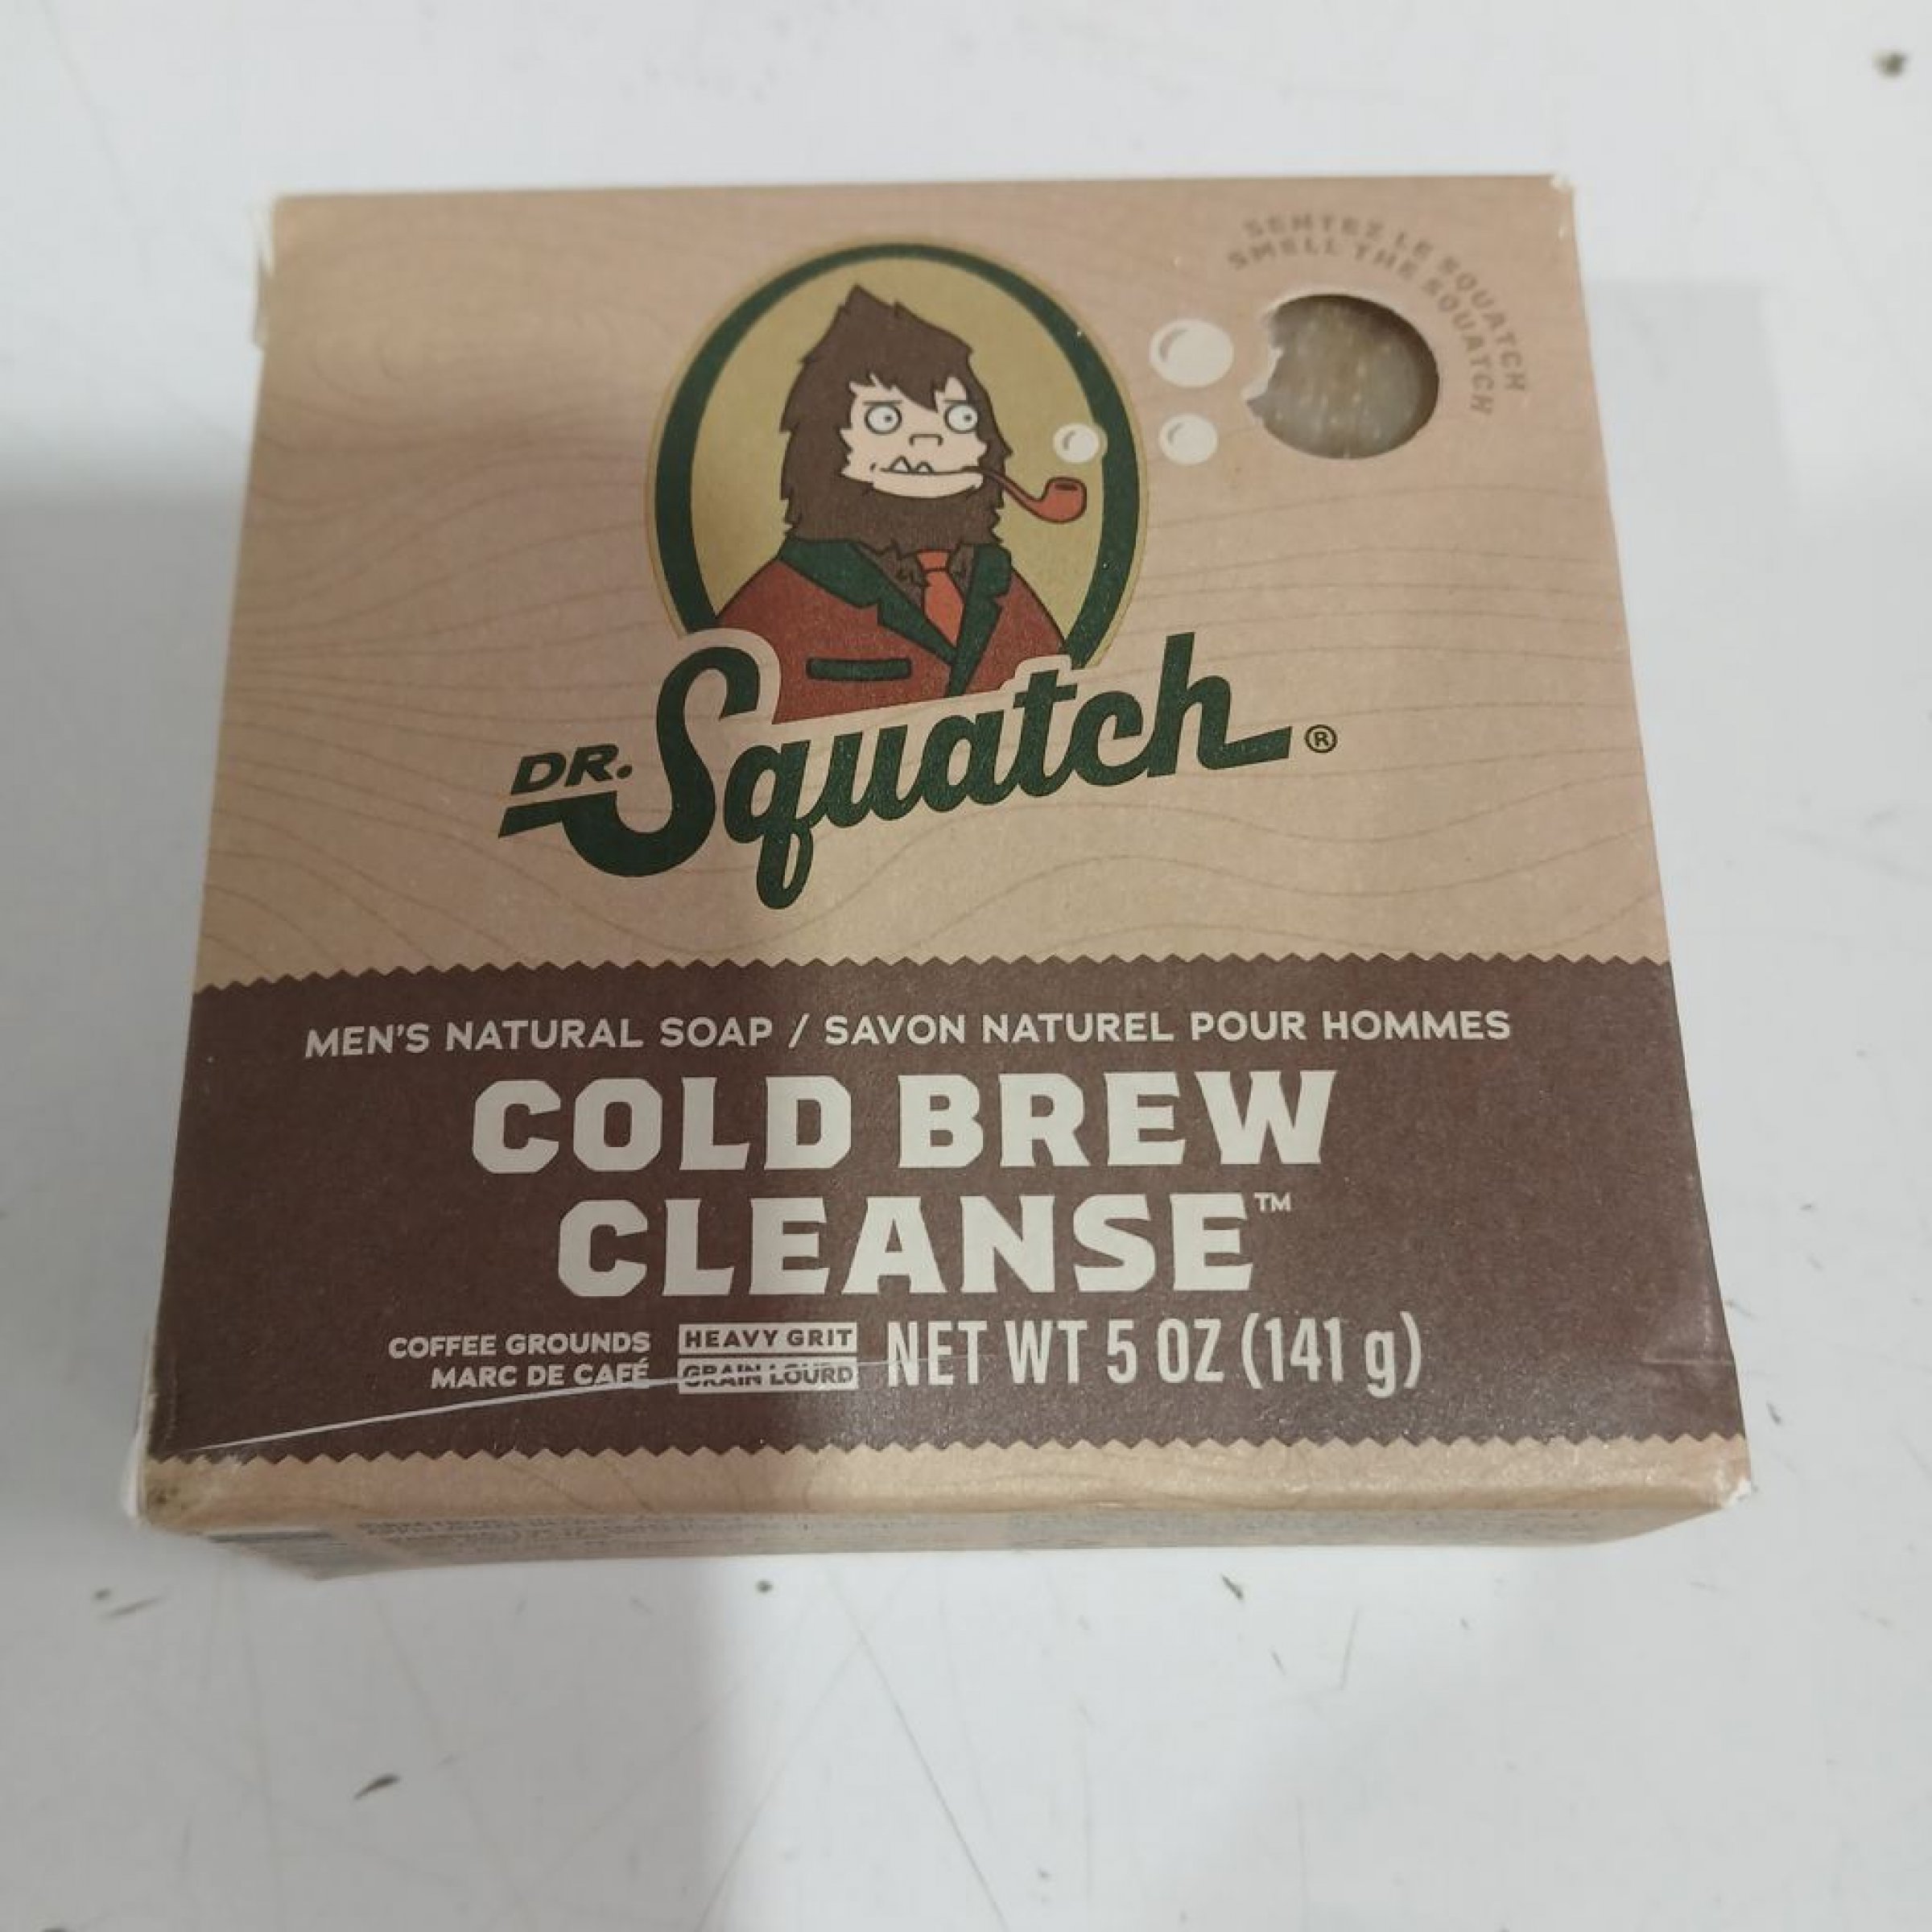 SENTEZ LE SQUATCH
SMELL THE SQUATCH
DR. Squatch®
MEN'S NATURAL SOAP / SAVON NATUREL POUR HOMMES
COLD BREW
CLEANSE™
COFFEE GROUNDS HEAVY GRIT NET WT 5 OZ (141 g)
MARC DE CAFÉ GRAIN LOURD